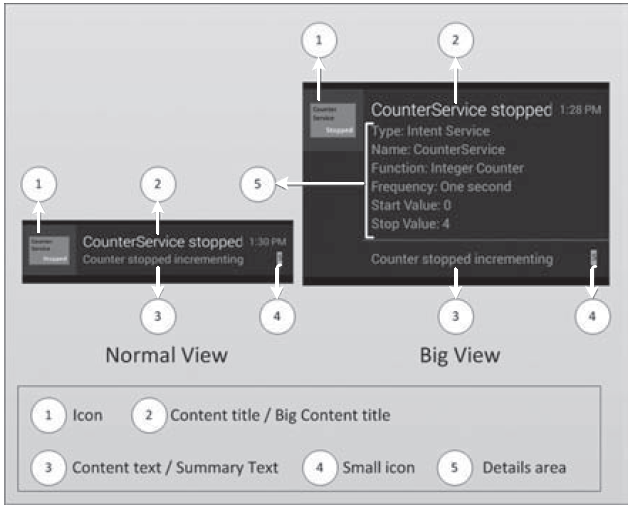 1
2
Counter
Service
Stopped
CounterService stopped 1:28 PM
Type: Intent Service
Name: CounterService
Function: Integer Counter
Frequency: One second
Start Value: 0
Stop Value: 4
5
Counter stopped incrementing
3
4
Big View
1
2
Counter
Service
Stopped
CounterService stopped 1:30 PM
Counter stopped incrementing
3
4
Normal View
1 Icon 2 Content title / Big Content title
3 Content text / Summary Text 4 Small icon 5 Details area